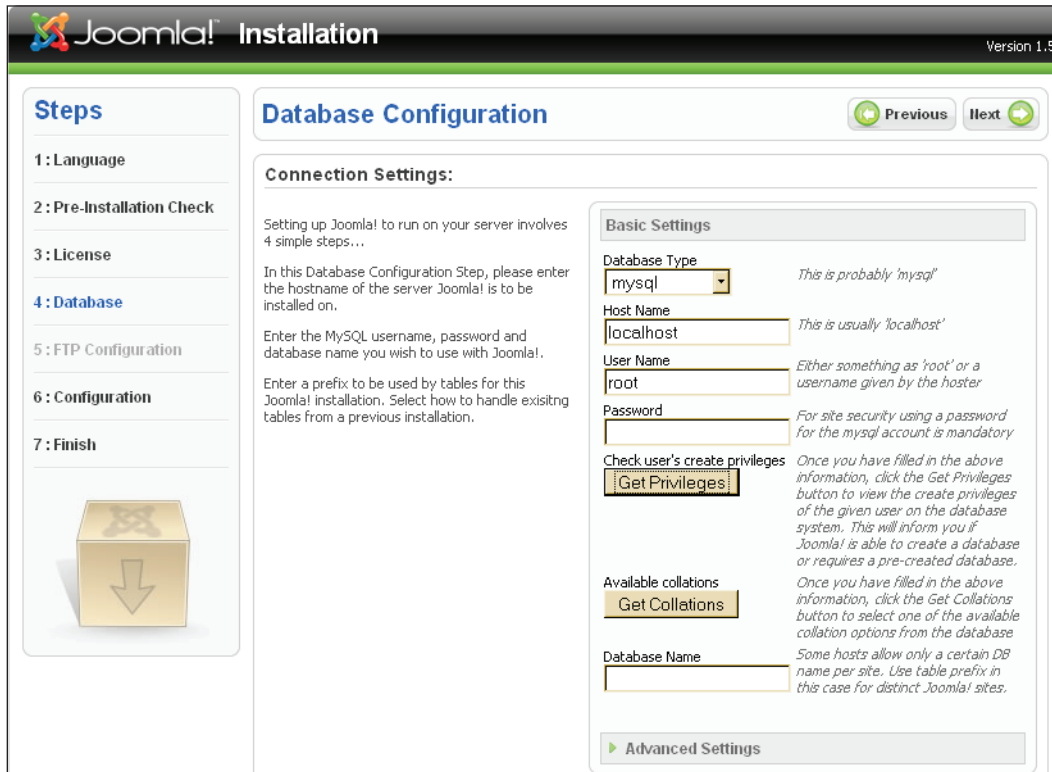 Joomla! Installation
Version 1.5
Steps
1 : Language
2 : Pre-Installation Check
3 : License
4 : Database
5 : FTP Configuration
6 : Configuration
7 : Finish
Database Configuration
Previous
Next
Connection Settings:
Setting up Joomla! to run on your server involves
4 simple steps...
In this Database Configuration Step, please enter
the hostname of the server Joomla! is to be
installed on.
Enter the MySQL username, password and
database name you wish to use with Joomla!.
Enter a prefix to be used by tables for this
Joomla! installation. Select how to handle exisitng
tables from a previous installation.
Basic Settings
Database Type
mysql
This is probably 'mysql'
Host Name
localhost
This is usually 'localhost'
User Name
root
Either something as 'root' or a
username given by the hoster
Password
For site security using a password
for the mysql account is mandatory
Check user's create privileges
Get Privileges
Once you have filled in the above
information, click the Get Privileges
button to view the create privileges
of the given user on the database
system. This will inform you if
Joomla! is able to create a database
or requires a pre-created database.
Available collations
Get Collations
Once you have filled in the above
information, click the Get Collations
button to select one of the available
collation options from the database
Database Name
Some hosts allow only a certain DB
name per site. Use table prefix in
this case for distinct Joomla! sites.
Advanced Settings